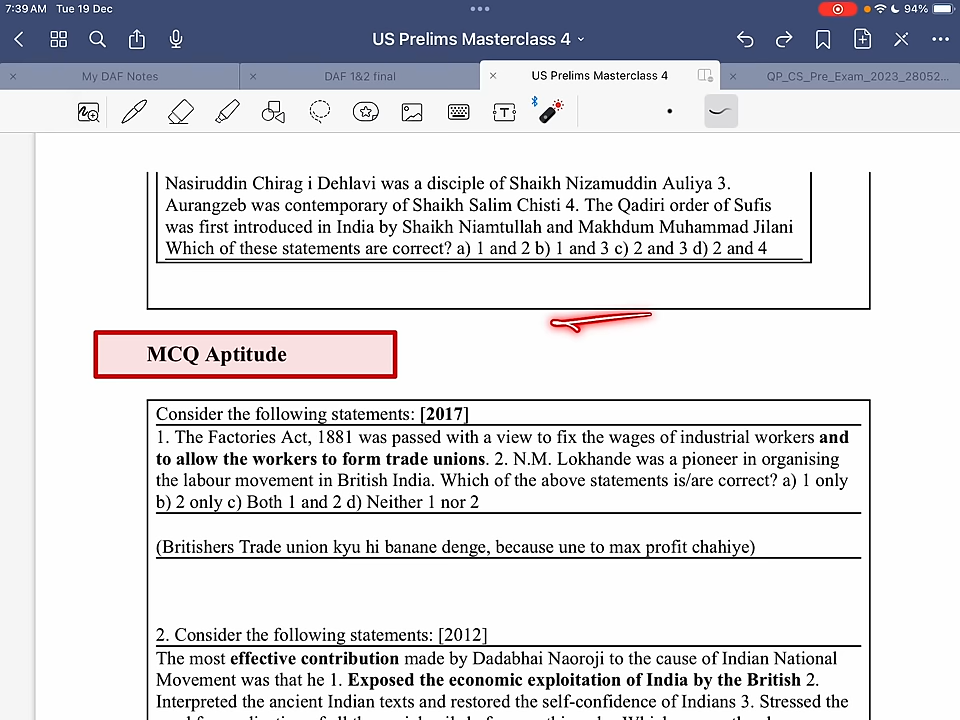 7:39 AM Tue 19 Dec
94%
US Prelims Masterclass 4
My DAF Notes
DAF 1&2 final
US Prelims Masterclass 4
QP_CS_Pre_Exam_2023_28052...
Nasiruddin Chirag i Dehlavi was a disciple of Shaikh Nizamuddin Auliya 3.
Aurangzeb was contemporary of Shaikh Salim Chisti 4. The Qadiri order of Sufis
was first introduced in India by Shaikh Niamtullah and Makhdum Muhammad Jilani
Which of these statements are correct? a) 1 and 2 b) 1 and 3 c) 2 and 3 d) 2 and 4
MCQ Aptitude
Consider the following statements: [2017]
1. The Factories Act, 1881 was passed with a view to fix the wages of industrial workers and
to allow the workers to form trade unions. 2. N.M. Lokhande was a pioneer in organising
the labour movement in British India. Which of the above statements is/are correct? a) 1 only
b) 2 only c) Both 1 and 2 d) Neither 1 nor 2
(Britishers Trade union kyu hi banane denge, because une to max profit chahiye)
2. Consider the following statements: [2012]
The most effective contribution made by Dadabhai Naoroji to the cause of Indian National
Movement was that he 1. Exposed the economic exploitation of India by the British 2.
Interpreted the ancient Indian texts and restored the self-confidence of Indians 3. Stressed the